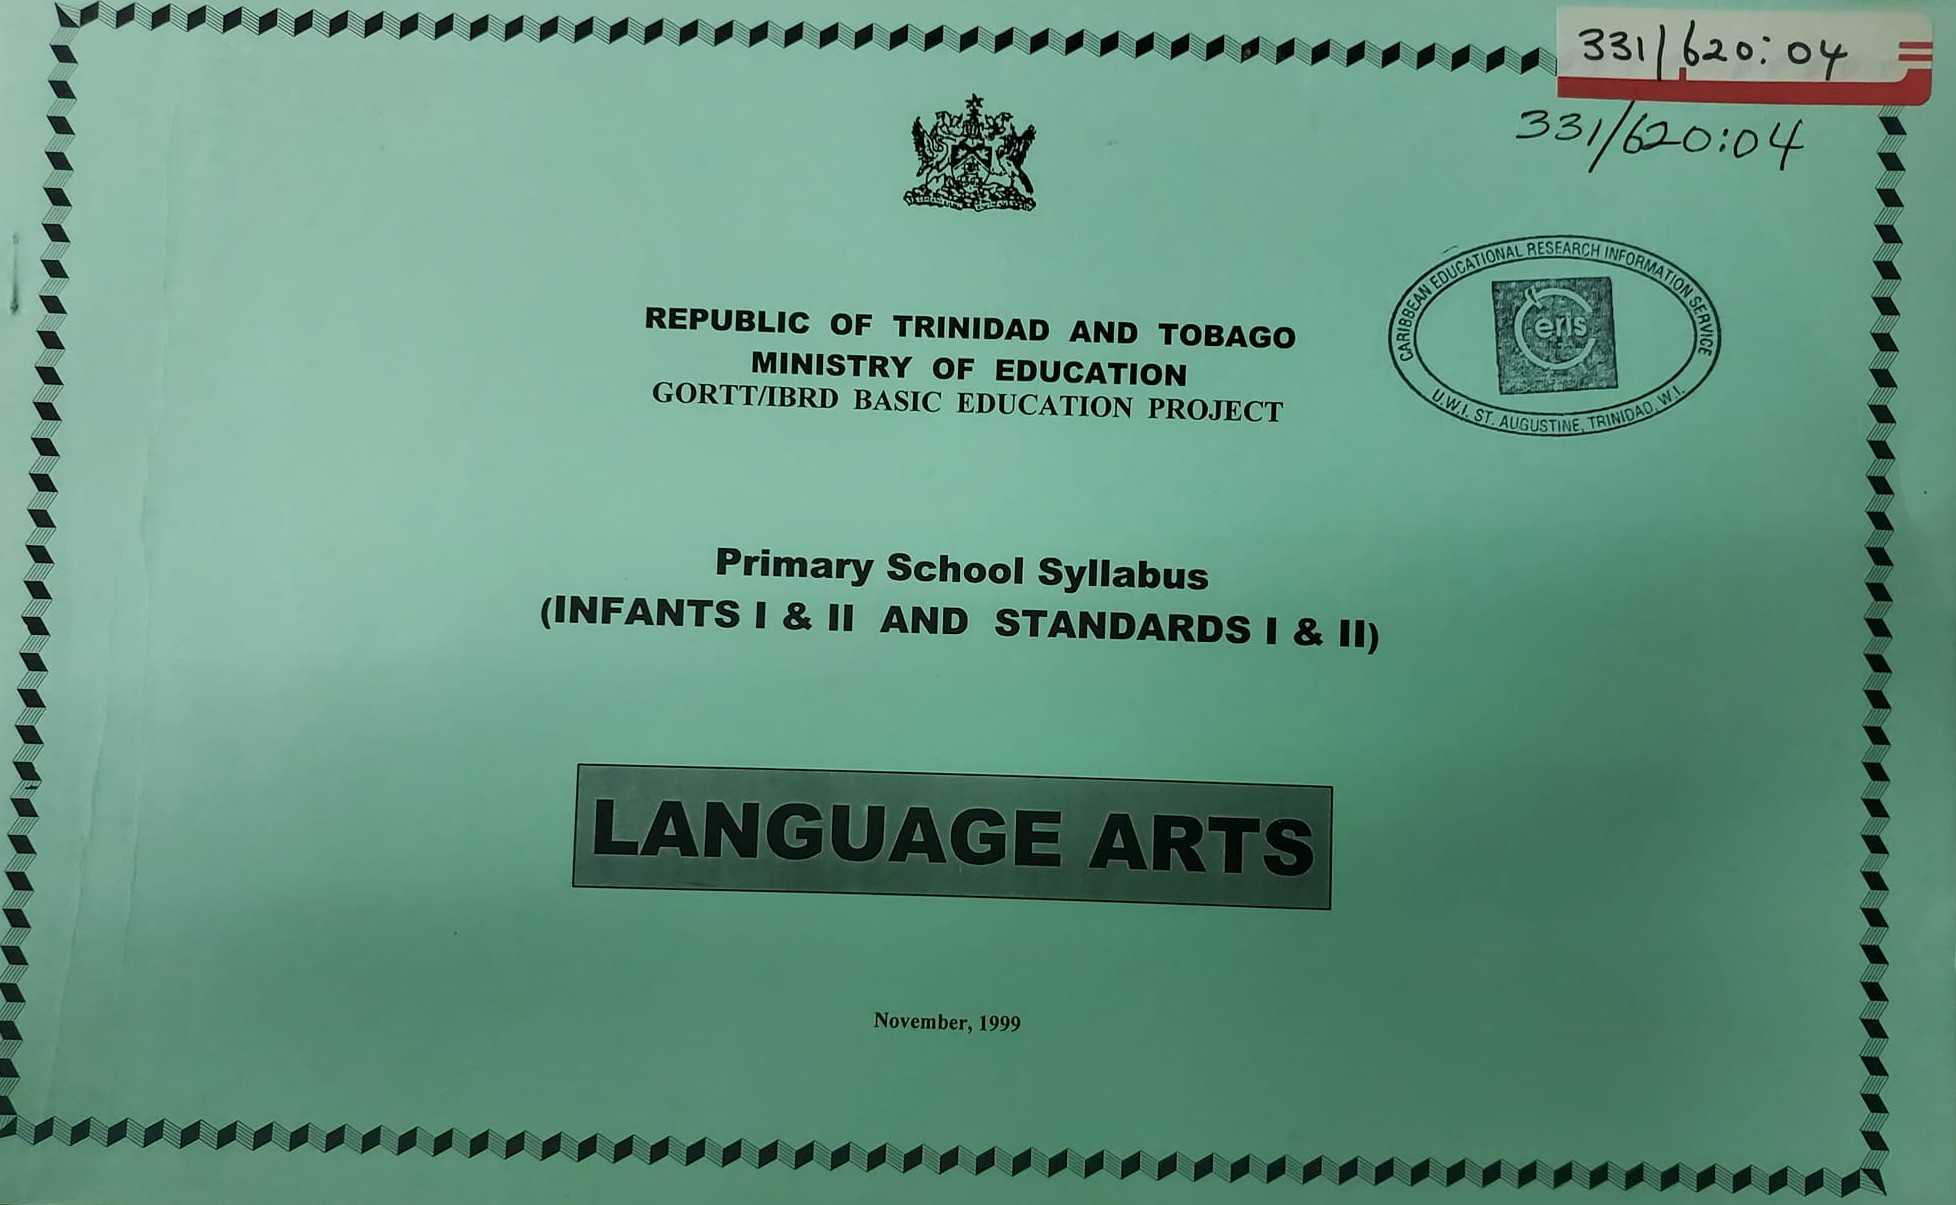 331/620:04
331/620:04
REPUBLIC OF TRINIDAD AND TOBAGO
MINISTRY OF EDUCATION
GORTT/IBRD BASIC EDUCATION PROJECT
CARIBBEAN EDUCATIONAL RESEARCH INFORMATION SERVICE
Ceris
U.W.I. ST. AUGUSTINE, TRINIDAD, W.I.
Primary School Syllabus
(INFANTS I & II AND STANDARDS I & II)
LANGUAGE ARTS
November, 1999